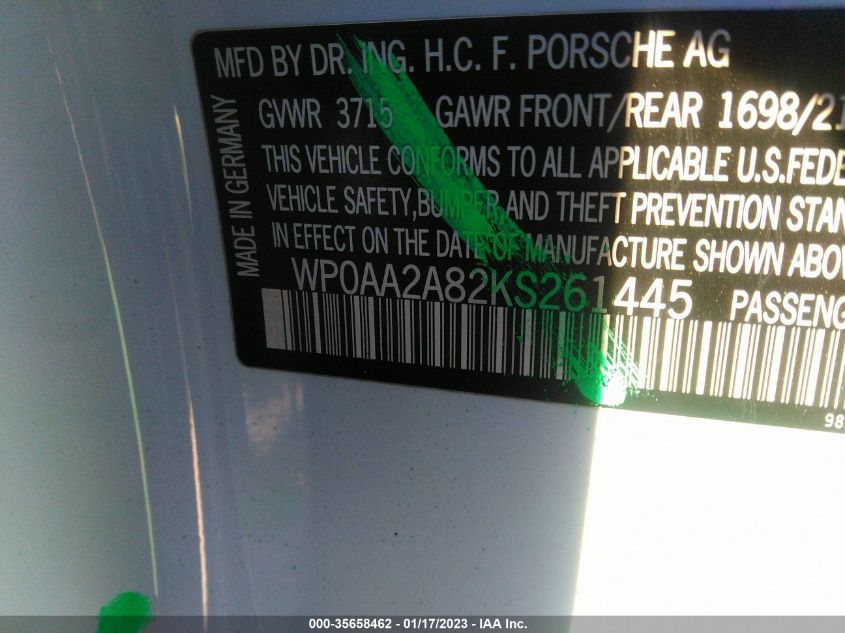 MFD BY DR. ING. H.C. F. PORSCHE AG
GVWR 3715 GAWR FRONT/REAR 1698/21
THIS VEHICLE CONFORMS TO ALL APPLICABLE U.S.FEDE
VEHICLE SAFETY,BUMPER,AND THEFT PREVENTION STAN
IN EFFECT ON THE DATE OF MANUFACTURE SHOWN ABOV
WP0AA2A82KS261445 PASSENG
MADE IN GERMANY
98
000-35658462 - 01/17/2023 - IAA Inc.